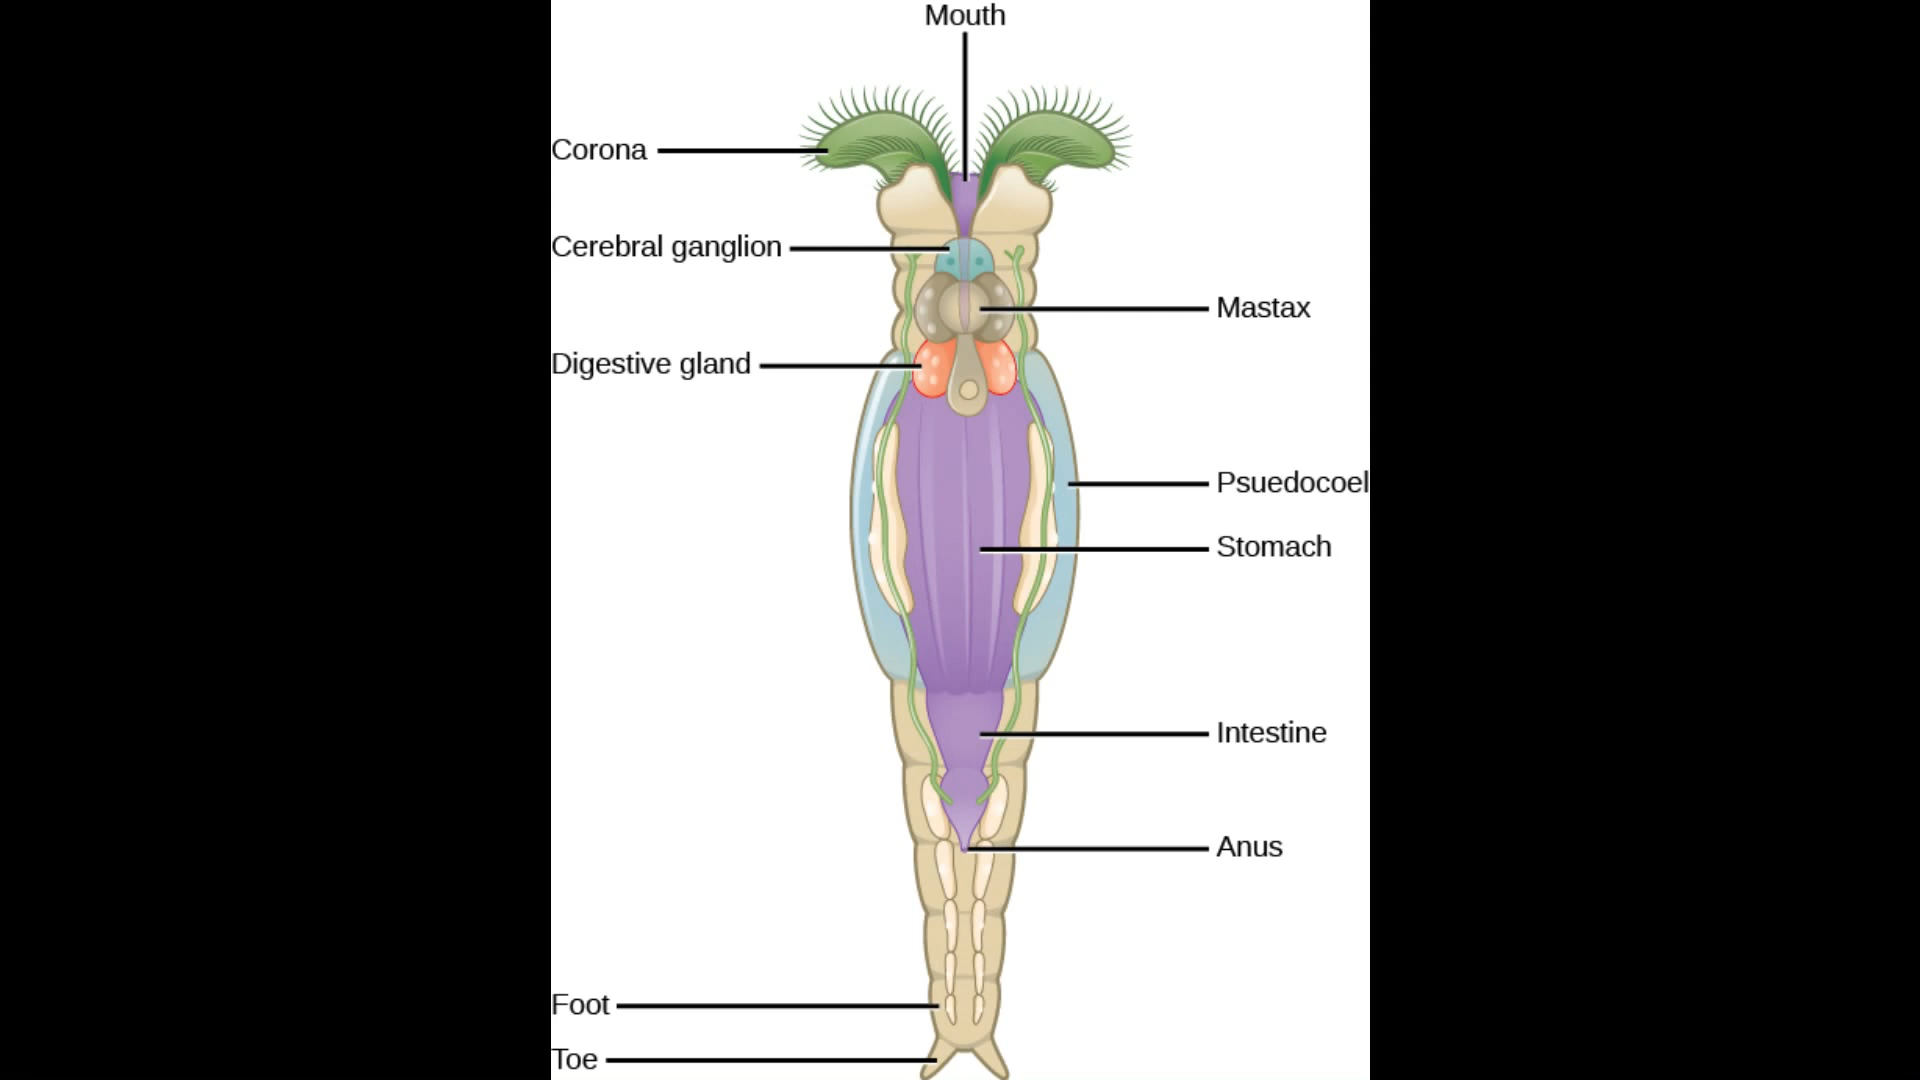 Mouth
Corona
Cerebral ganglion
Mastax
Digestive gland
Psuedocoel
Stomach
Intestine
Anus
Foot
Toe